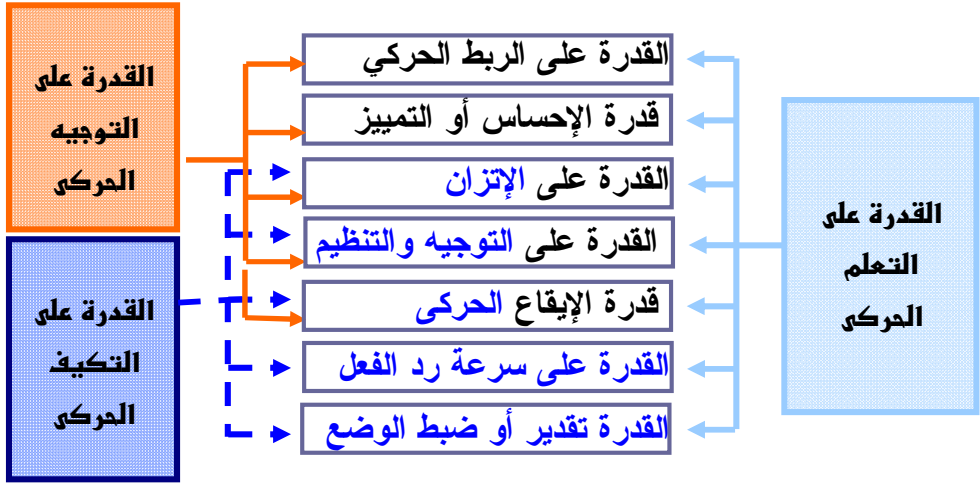 القدرة على
التعلم
الحركى
القدرة على الربط الحركي
قدرة الإحساس أو التمييز
القدرة على الإتزان
القدرة على التوجيه والتنظيم
قدرة الإيقاع الحركى
القدرة على سرعة رد الفعل
القدرة تقدير أو ضبط الوضع
القدرة على
التوجيه
الحركى
القدرة على
التكيف
الحركى